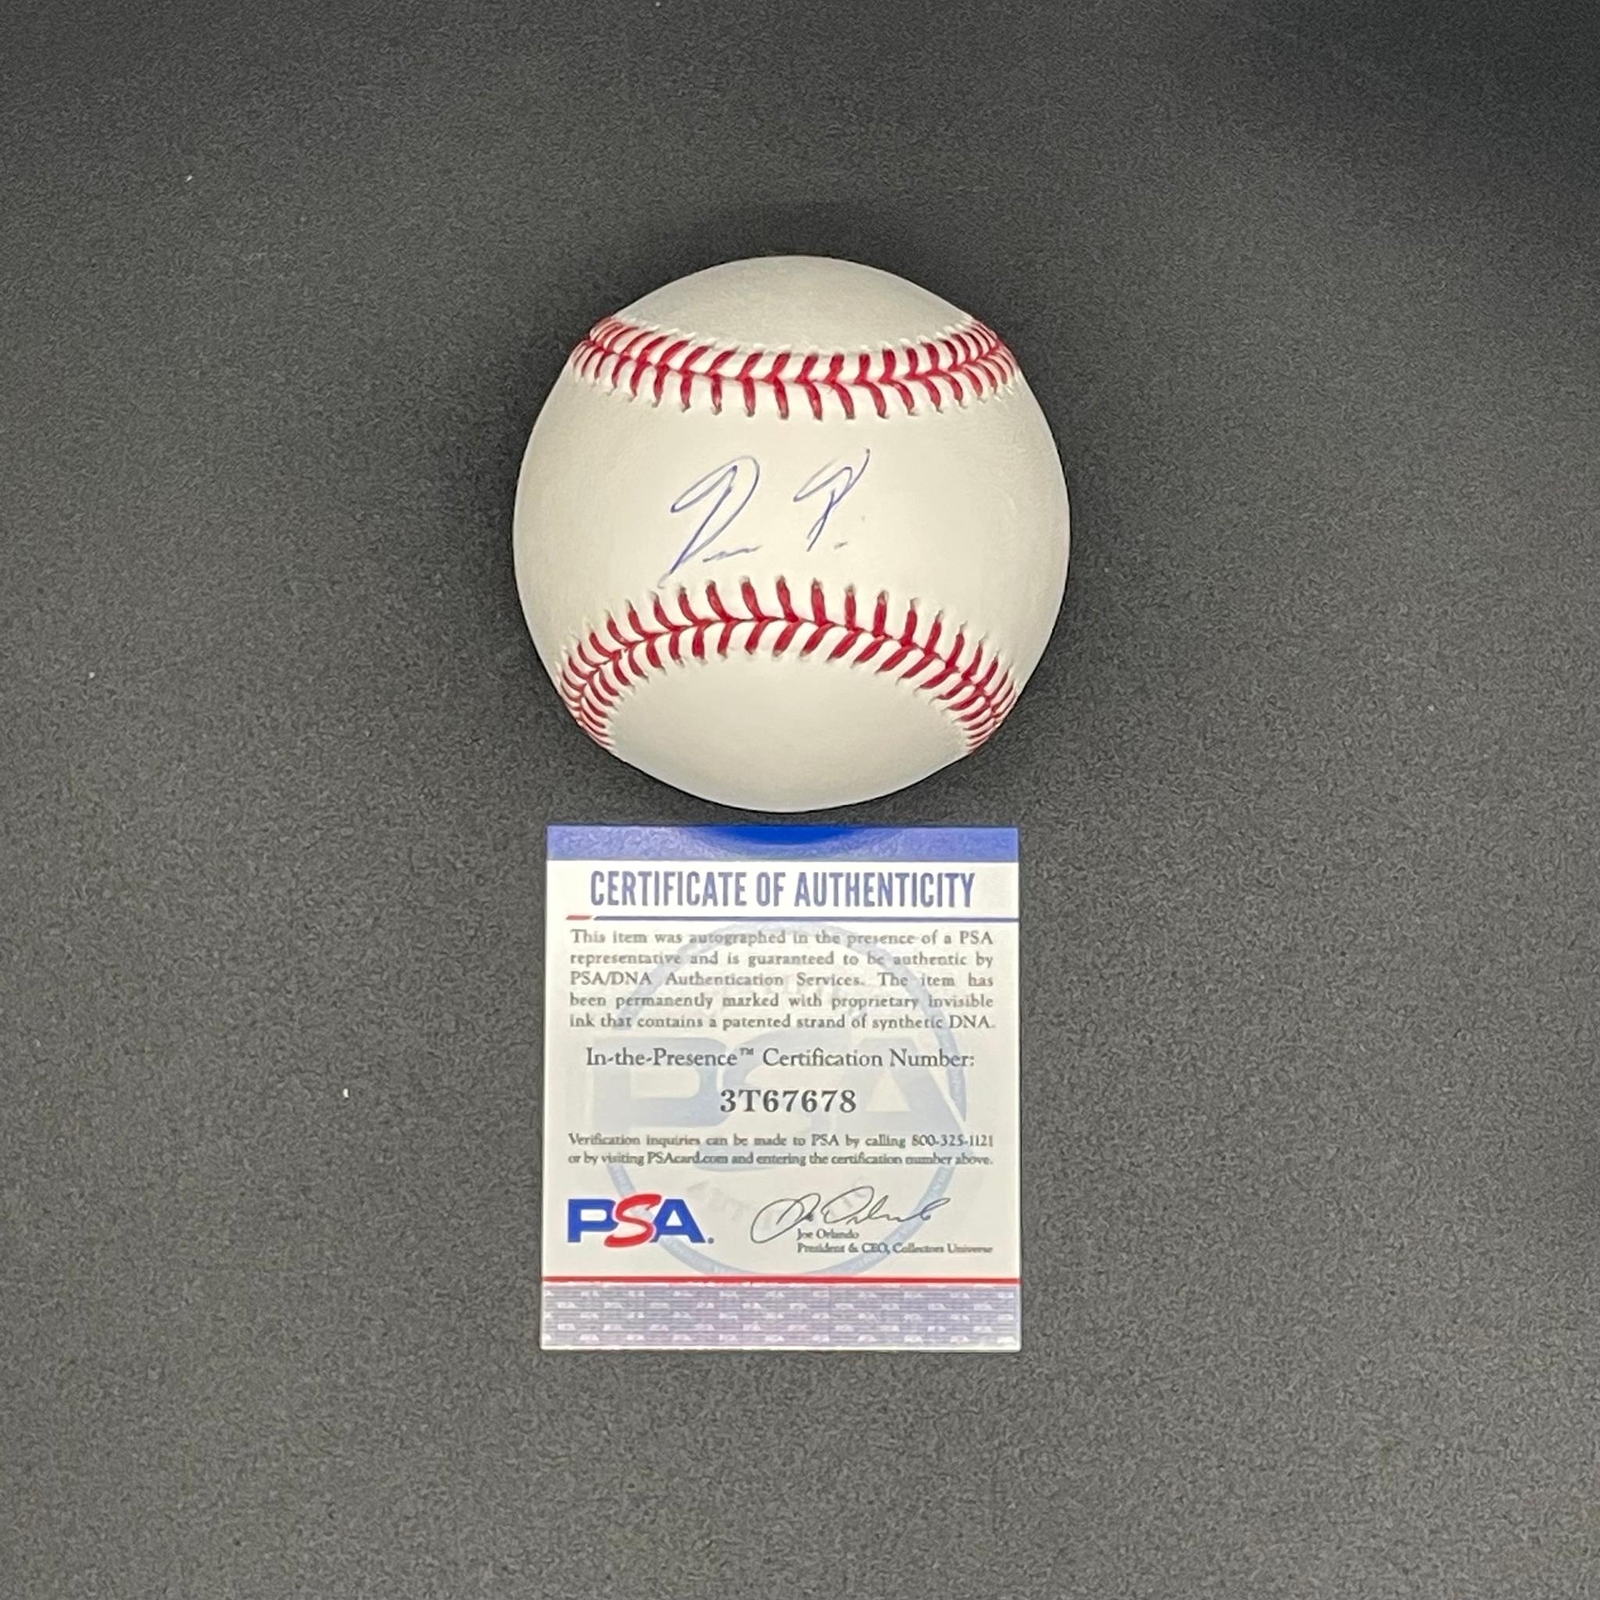 CERTIFICATE OF AUTHENTICITY
This item was autographed in the presence of a PSA
representative and is guaranteed to be authentic by
PSA/DNA Authentication Services. The item has
been permanently marked with proprietary invisible
ink that contains a patented strand of synthetic DNA.
In-the-Presence™ Certification Number:
3T67678
Verification inquiries can be made to PSA by calling 800-325-1121
or by visiting PSAcard.com and entering the certification number above.
PSA.
Joe Orlando
President & CEO, Collectors Universe